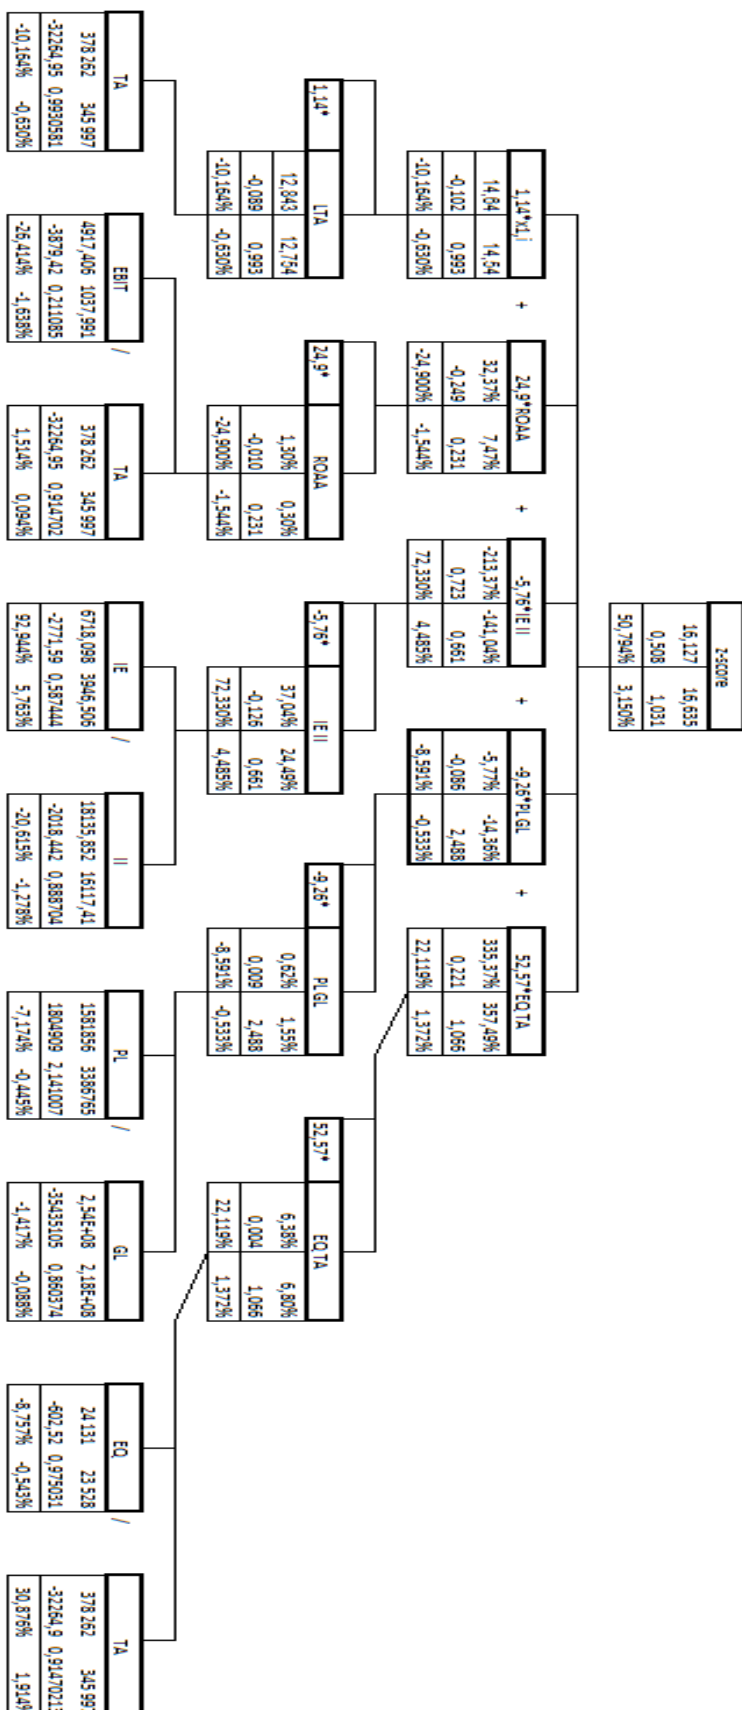 z-score
16,127 16,635
0,508 1,031
50,794% 3,150%
1,14*x1,i
14,64 14,54
-0,102 0,993
-10,164% -0,630%
+
24,9*ROAA
32,37% 7,47%
-0,249 0,231
-24,900% -1,544%
+
-5,76*IE II
-213,37% -141,04%
0,723 0,661
72,330% 4,485%
+
-9,26*PL GL
-5,77% -14,36%
-0,086 2,488
-8,591% -0,533%
+
52,57*EQ TA
335,37% 357,49%
0,221 1,066
22,119% 1,372%
1,14*
LTA
12,843 12,754
-0,089 0,993
-10,164% -0,630%
24,9*
ROAA
1,30% 0,30%
-0,010 0,231
-24,900% -1,544%
-5,76*
IE II
37,04% 24,49%
-0,126 0,661
72,330% 4,485%
-9,26*
PL GL
0,62% 1,55%
0,009 2,488
-8,591% -0,533%
52,57*
EQ TA
6,38% 6,80%
0,004 1,066
22,119% 1,372%
TA
378 262 345 997
-32264,95 0,9930581
-10,164% -0,630%
EBIT
4917,406 1037,991
-3879,42 0,211085
-26,414% -1,638%
/
TA
378 262 345 997
-32264,95 0,914702
1,514% 0,094%
IE
6718,098 3946,506
-2771,59 0,587444
92,944% 5,763%
/
II
18135,852 16117,41
-2018,442 0,888704
-20,615% -1,278%
PL
1581856 3386765
1804909 2,141007
-7,174% -0,445%
/
GL
2,54E+08 2,18E+08
-35435105 0,860374
-1,417% -0,088%
EQ
24 131 23 528
-602,52 0,975031
-8,757% -0,543%
/
TA
378 262 345 997
-32264,9 0,9147021
30,876% 1,914%